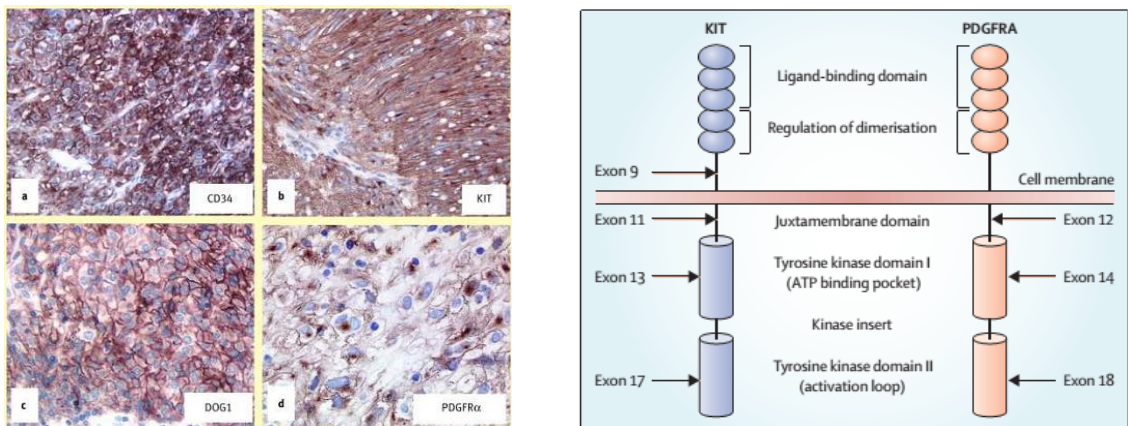 a
CD34
b
KIT
c
DOG1
d
PDGFRα
KIT
PDGFRA
Ligand-binding domain
Regulation of dimerisation
Exon 9
Cell membrane
Exon 11
Juxtamembrane domain
Exon 12
Exon 13
Tyrosine kinase domain I
(ATP binding pocket)
Exon 14
Kinase insert
Exon 17
Tyrosine kinase domain II
(activation loop)
Exon 18